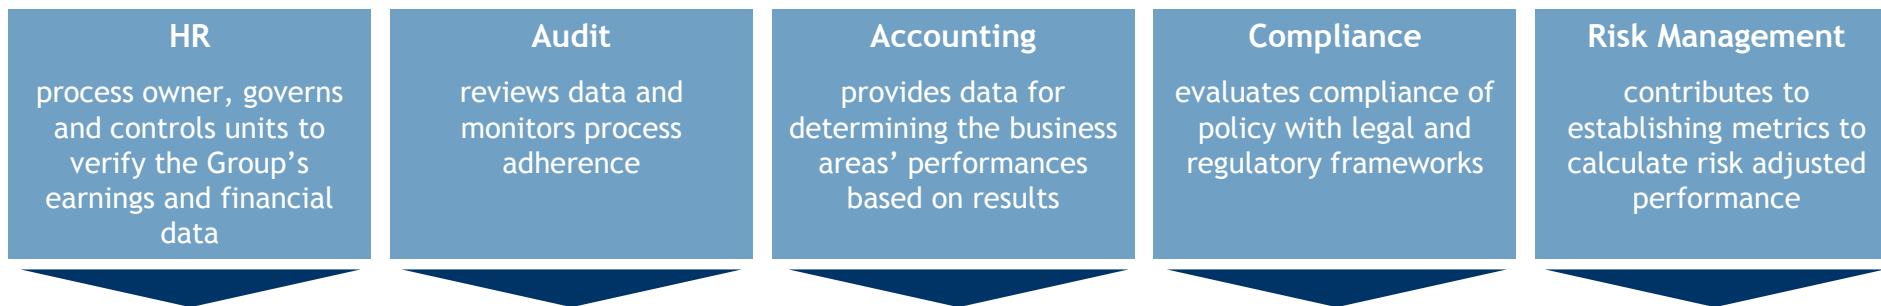 HR
process owner, governs
and controls units to
verify the Group’s
earnings and financial
data
Audit
reviews data and
monitors process
adherence
Accounting
provides data for
determining the business
areas’ performances
based on results
Compliance
evaluates compliance of
policy with legal and
regulatory frameworks
Risk Management
contributes to
establishing metrics to
calculate risk adjusted
performance